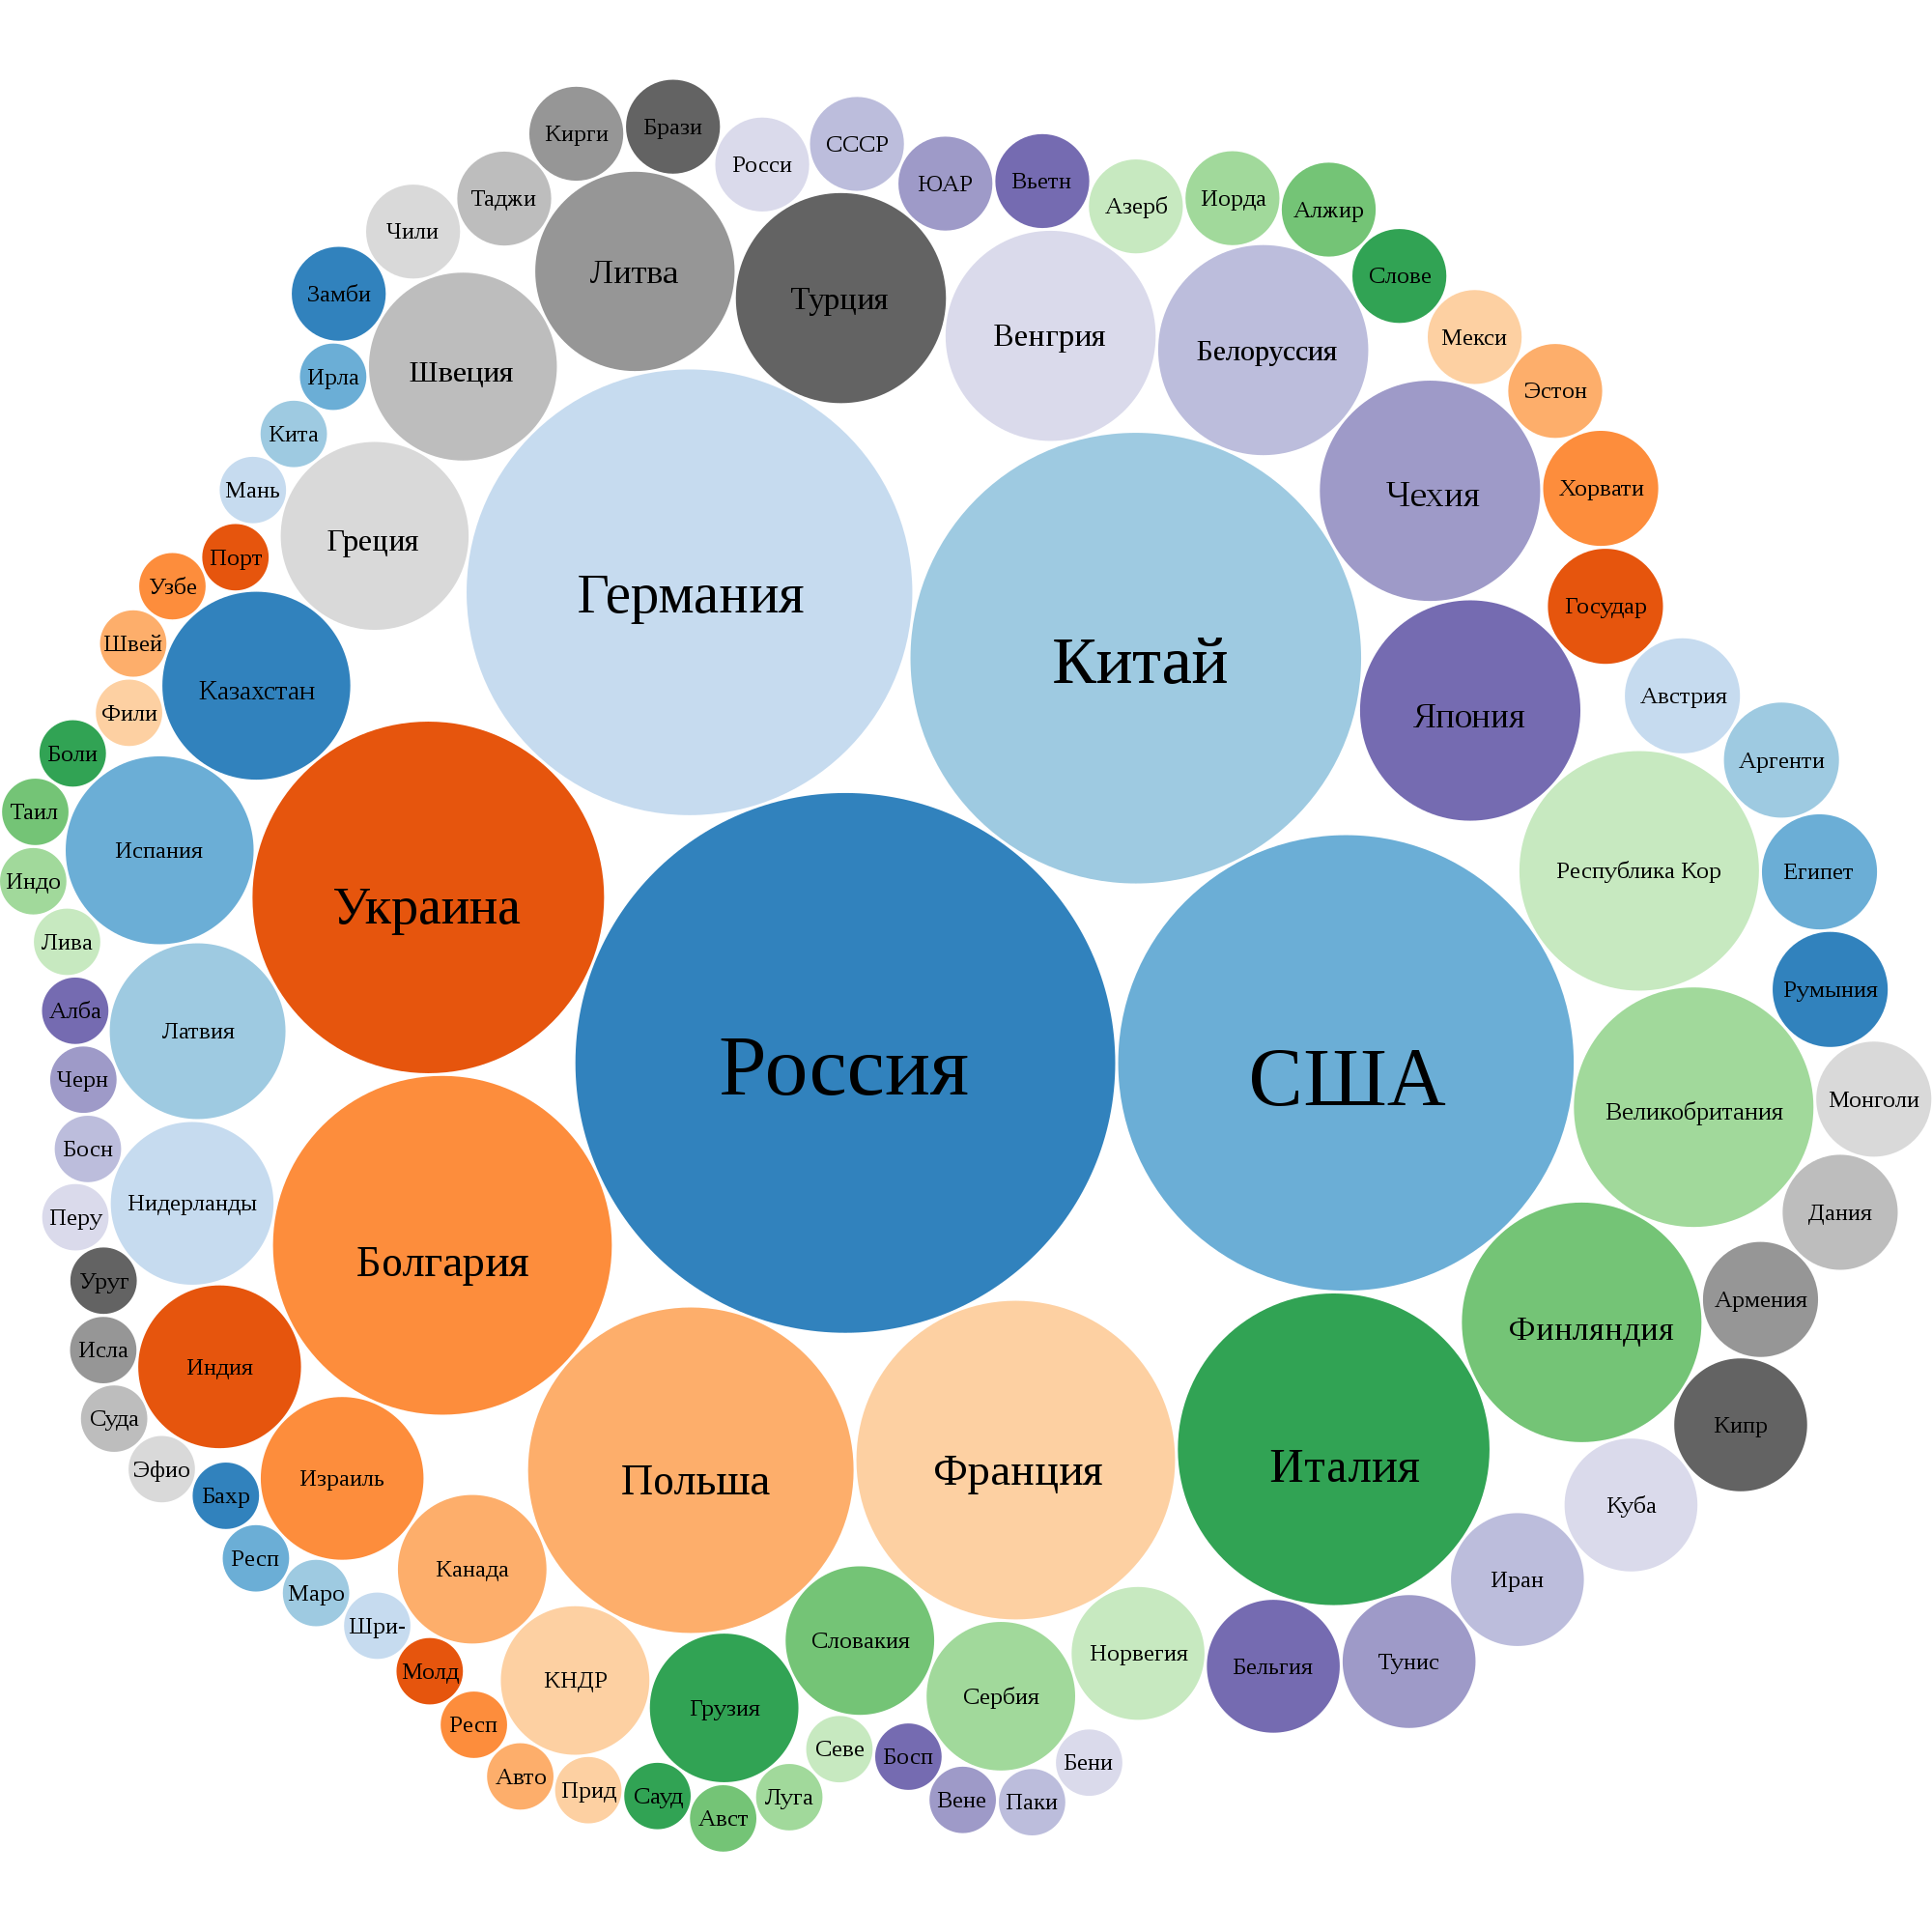 Кирги
Брази
Росси
СССР
ЮАР
Вьетн
Азерб
Иорда
Алжир
Таджи
Чили
Слове
Замби
Литва
Турция
Венгрия
Белоруссия
Мекси
Ирла
Швеция
Эстон
Кита
Мань
Греция
Чехия
Хорвати
Порт
Узбе
Германия
Государ
Швей
Фили
Казахстан
Китай
Япония
Австрия
Боли
Аргенти
Таил
Индо
Испания
Республика Кор
Египет
Лива
Украина
Румыния
Алба
Латвия
Россия
США
Черн
Великобритания
Монголи
Босн
Перу
Нидерланды
Дания
Уруг
Болгария
Армения
Исла
Индия
Финляндия
Суда
Эфио
Кипр
Бахр
Израиль
Польша
Франция
Италия
Куба
Респ
Маро
Канада
Иран
Шри-
Молд
Словакия
Норвегия
Бельгия
Тунис
Респ
КНДР
Грузия
Сербия
Авто
Прид
Сауд
Авст
Луга
Севе
Босп
Вене
Паки
Бени